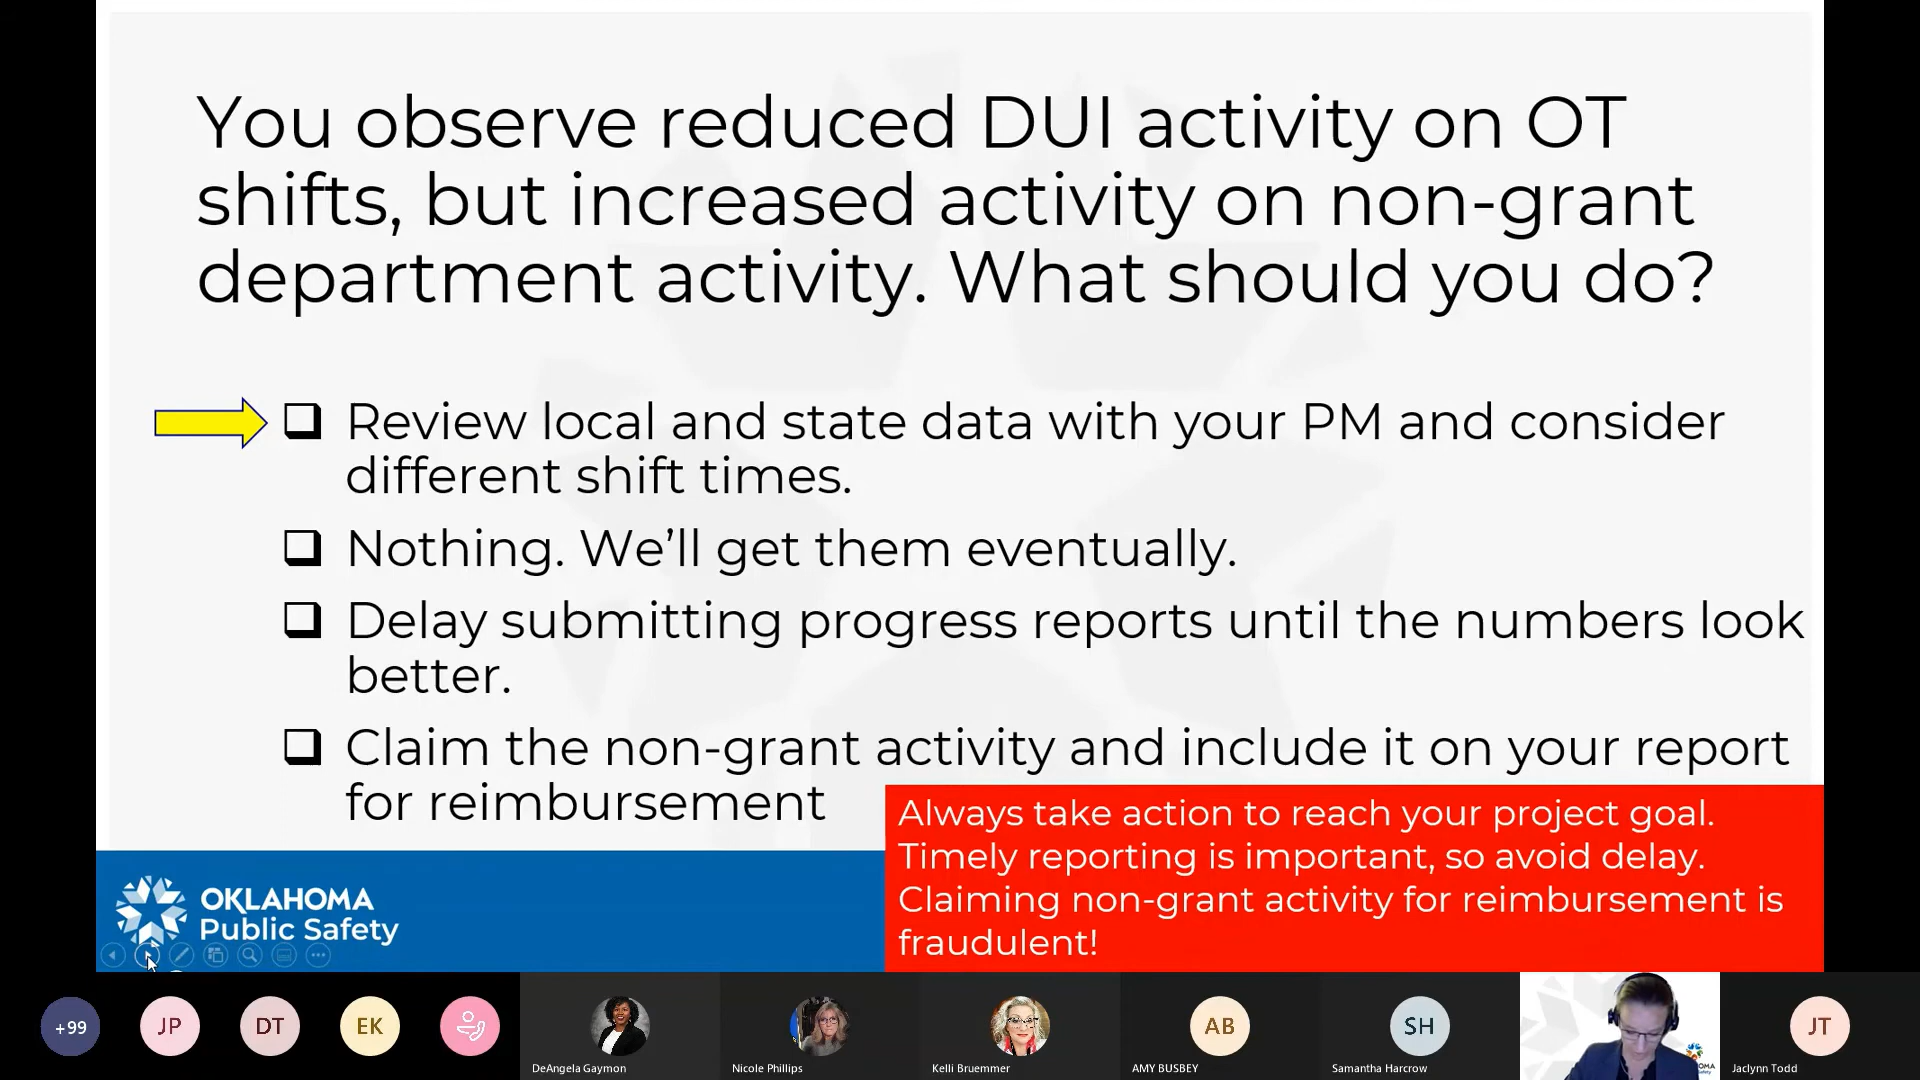 You observe reduced DUI activity on OT
shifts, but increased activity on non-grant
department activity. What should you do?
Review local and state data with your PM and consider
different shift times.
Nothing. We’ll get them eventually.
Delay submitting progress reports until the numbers look
better.
Claim the non-grant activity and include it on your report
for reimbursement
Always take action to reach your project goal.
Timely reporting is important, so avoid delay.
Claiming non-grant activity for reimbursement is
fraudulent!
OKLAHOMA
Public Safety
+99
JP
DT
EK
AB
SH
JT
DeAngela Gaymon
Nicole Phillips
Kelli Bruemmer
AMY BUSBEY
Samantha Harcrow
Jaclynn Todd